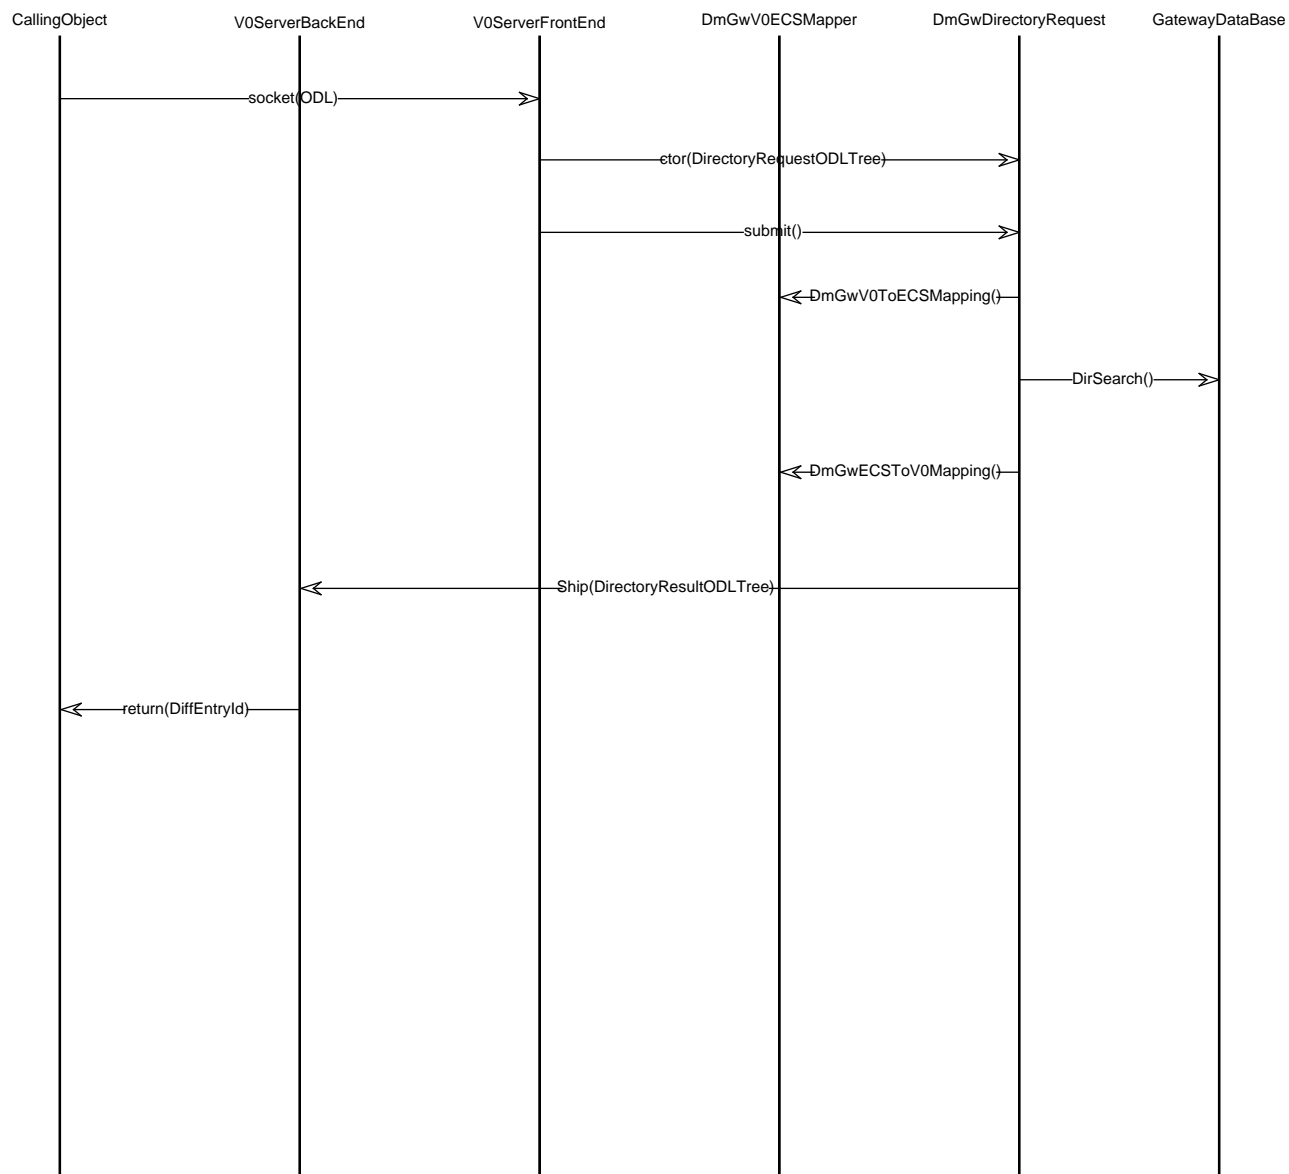 CallingObject
V0ServerBackEnd
V0ServerFrontEnd
DmGwV0ECSMapper
DmGwDirectoryRequest
GatewayDataBase
socket(ODL)
ctor(DirectoryRequestODLTree)
submit()
DmGwV0ToECSMapping()
DirSearch()
DmGwECSToV0Mapping()
Ship(DirectoryResultODLTree)
return(DiffEntryId)